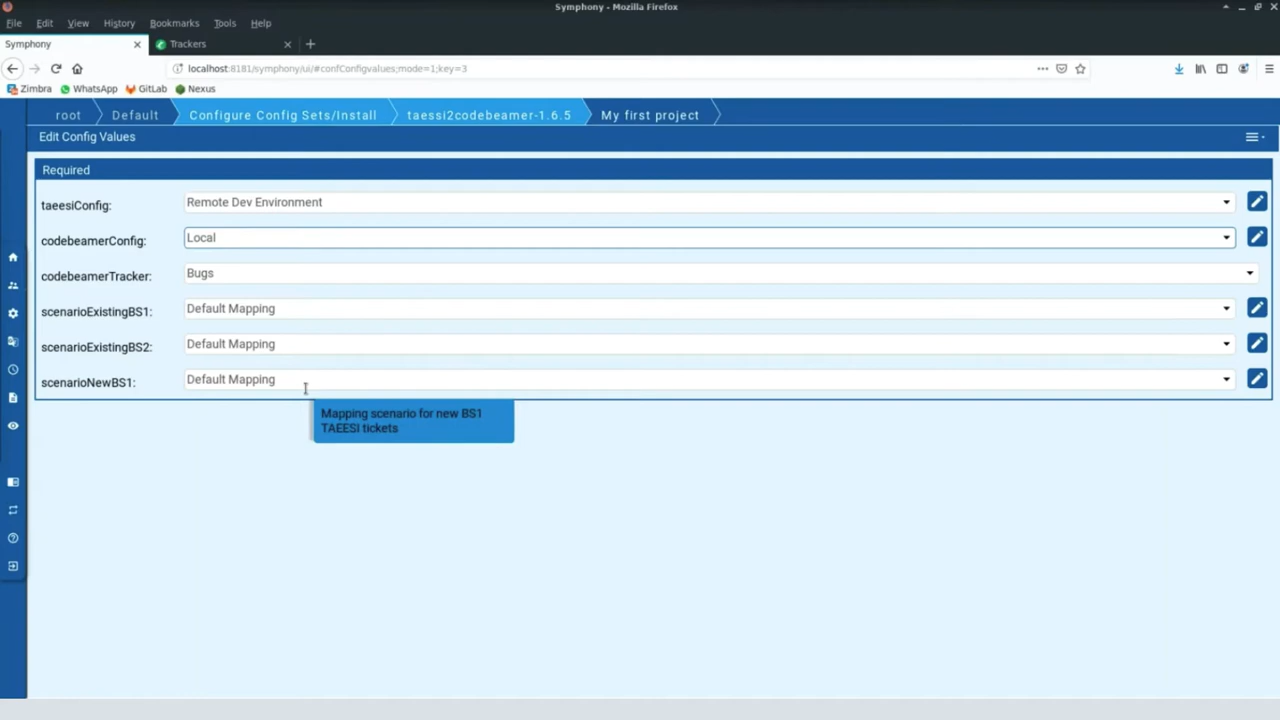 Symphony - Mozilla Firefox
File Edit View History Bookmarks Tools Help
Symphony
Trackers
localhost:8181/symphony/ui/#confConfigvalues;mode=1;key=3
Zimbra WhatsApp GitLab Nexus
root Default Configure Config Sets/Install taessi2codebeamer-1.6.5 My first project
Edit Config Values
Required
taeesiConfig: Remote Dev Environment
codebeamerConfig: Local
codebeamerTracker: Bugs
scenarioExistingBS1: Default Mapping
scenarioExistingBS2: Default Mapping
scenarioNewBS1: Default Mapping
Mapping scenario for new BS1
TAEESI tickets